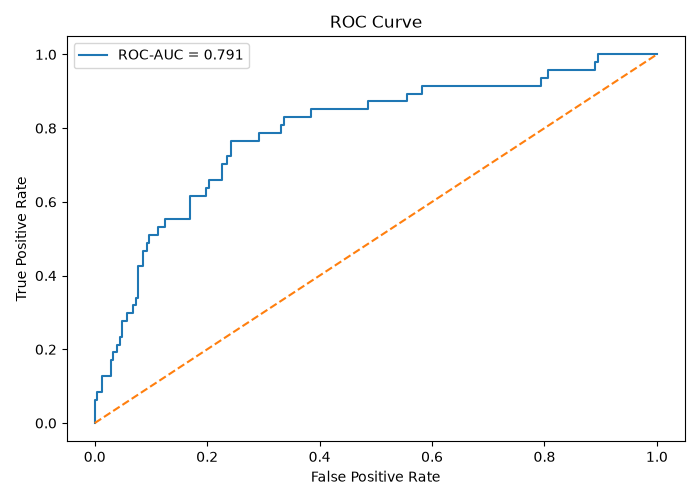 ROC Curve
ROC-AUC = 0.791
True Positive Rate
1.0
0.8
0.6
0.4
0.2
0.0
0.0 0.2 0.4 0.6 0.8 1.0
False Positive Rate